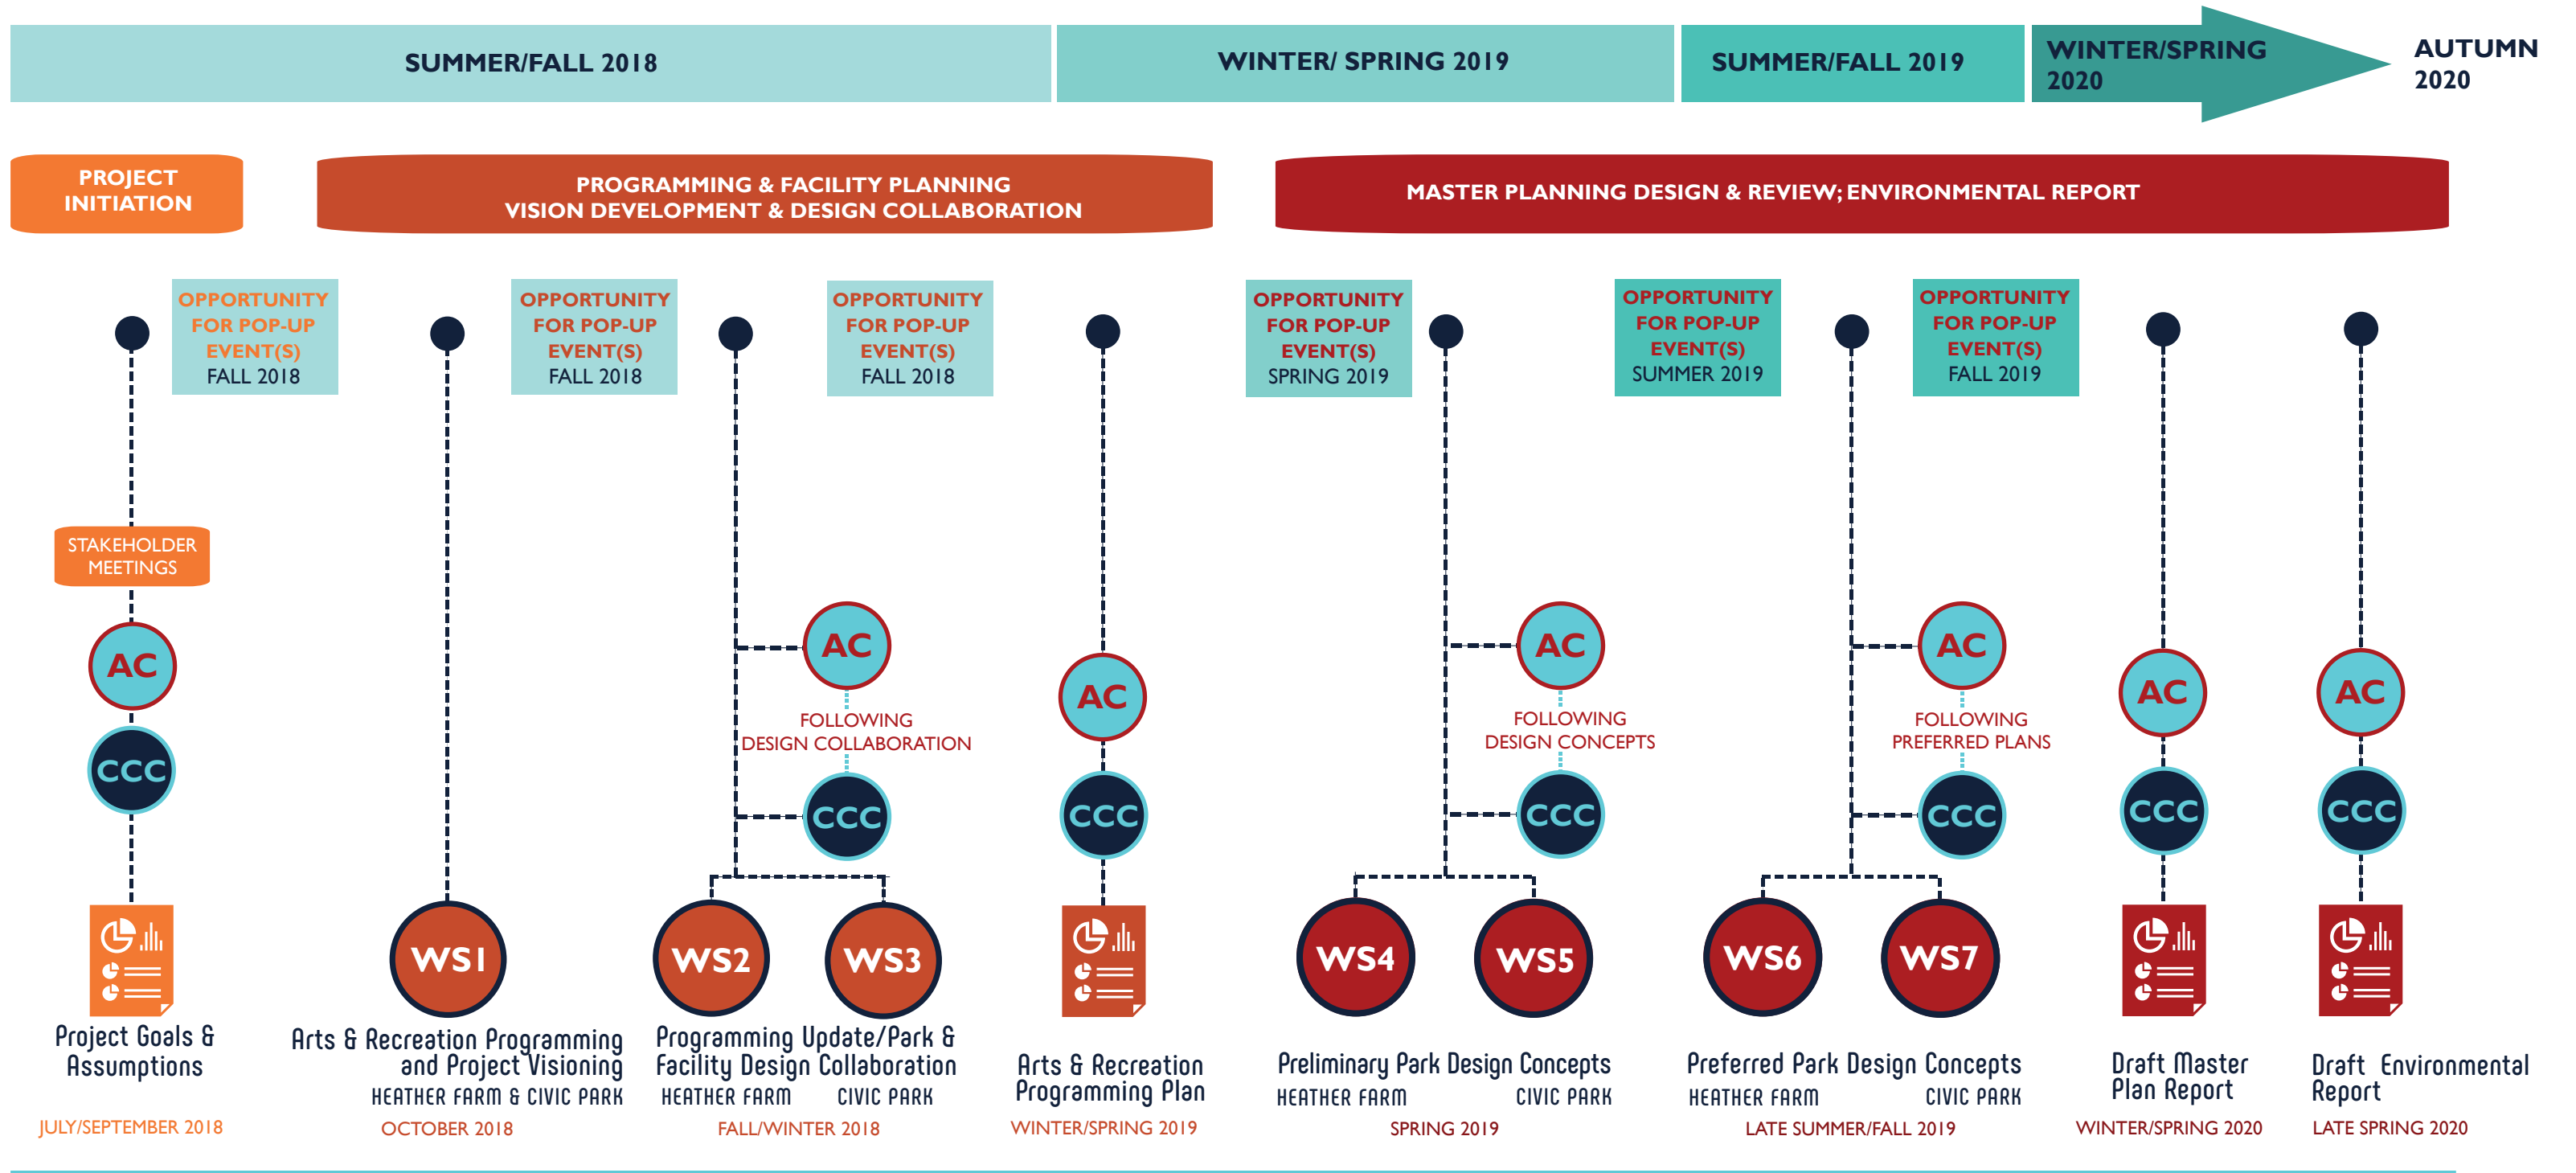 SUMMER/FALL 2018
WINTER/ SPRING 2019
SUMMER/FALL 2019
WINTER/SPRING
2020
AUTUMN
2020
PROJECT
INITIATION
PROGRAMMING & FACILITY PLANNING
VISION DEVELOPMENT & DESIGN COLLABORATION
MASTER PLANNING DESIGN & REVIEW; ENVIRONMENTAL REPORT
OPPORTUNITY
FOR POP-UP
EVENT(S)
FALL 2018
OPPORTUNITY
FOR POP-UP
EVENT(S)
FALL 2018
OPPORTUNITY
FOR POP-UP
EVENT(S)
FALL 2018
OPPORTUNITY
FOR POP-UP
EVENT(S)
SPRING 2019
OPPORTUNITY
FOR POP-UP
EVENT(S)
SUMMER 2019
OPPORTUNITY
FOR POP-UP
EVENT(S)
FALL 2019
STAKEHOLDER
MEETINGS
AC
CCC
Project Goals &
Assumptions
JULY/SEPTEMBER 2018
WS1
Arts & Recreation Programming
and Project Visioning
HEATHER FARM & CIVIC PARK
OCTOBER 2018
AC
FOLLOWING
DESIGN COLLABORATION
CCC
WS2
WS3
Programming Update/Park &
Facility Design Collaboration
HEATHER FARM
CIVIC PARK
FALL/WINTER 2018
AC
CCC
Arts & Recreation
Programming Plan
WINTER/SPRING 2019
AC
FOLLOWING
DESIGN CONCEPTS
CCC
WS4
WS5
Preliminary Park Design Concepts
HEATHER FARM
CIVIC PARK
SPRING 2019
AC
FOLLOWING
PREFERRED PLANS
CCC
WS6
WS7
Preferred Park Design Concepts
HEATHER FARM
CIVIC PARK
LATE SUMMER/FALL 2019
AC
CCC
Draft Master
Plan Report
WINTER/SPRING 2020
AC
CCC
Draft Environmental
Report
LATE SPRING 2020